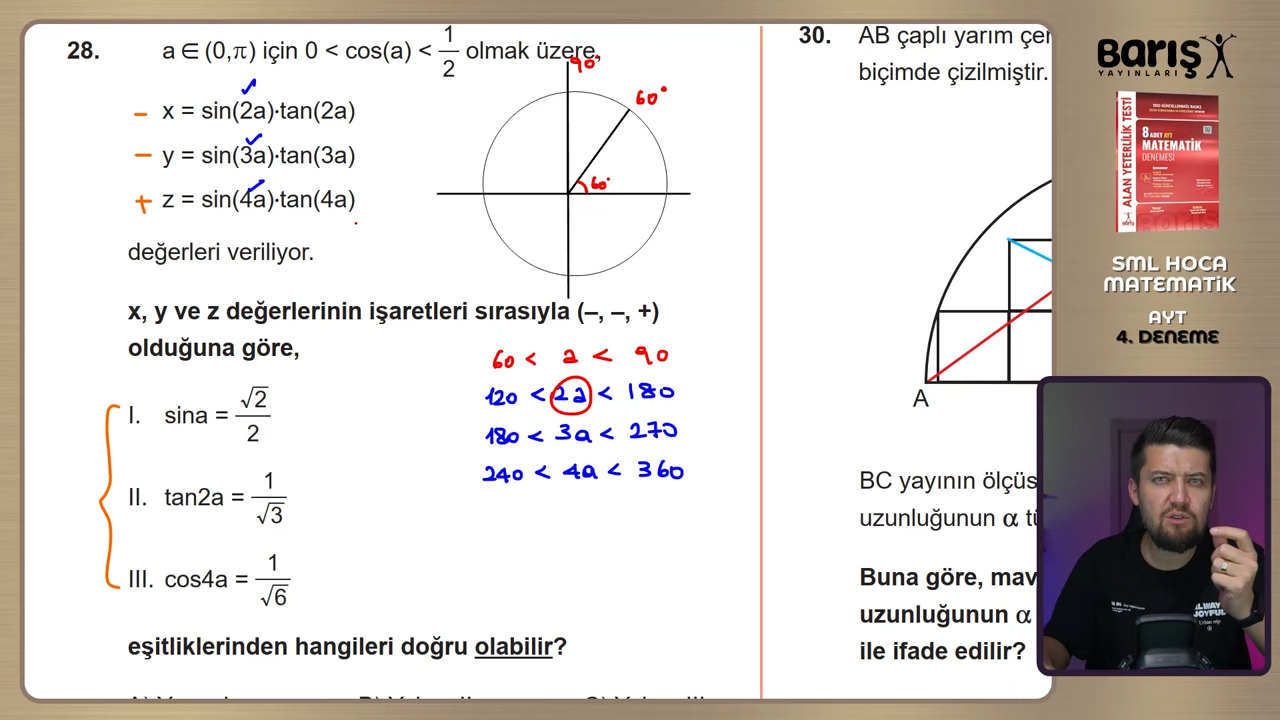 28. a ∈ (0,π) için 0 < cos(a) < 1/2 olmak üzere,
- x = sin(2a)·tan(2a)
- y = sin(3a)·tan(3a)
+ z = sin(4a)·tan(4a)
90°
60°
60°
değerleri veriliyor.
x, y ve z değerlerinin işaretleri sırasıyla (–, –, +)
olduğuna göre,
60 < a < 90
120 < 2a < 180
180 < 3a < 270
240 < 4a < 360
I. sina = √2/2
II. tan2a = 1/√3
III. cos4a = 1/√6
eşitliklerinden hangileri doğru olabilir?
30. AB çaplı yarım çer
biçimde çizilmiştir.
A
BC yayının ölçüs
uzunluğunun α tü
Buna göre, mav
uzunluğunun α
ile ifade edilir?
BARIŞ
YAYINLARI
ALAN YETERLİLİK TESTİ
8 ADET AYT
MATEMATİK
DENEMESİ
BARIŞ
SML HOCA
MATEMATİK
AYT
4. DENEME